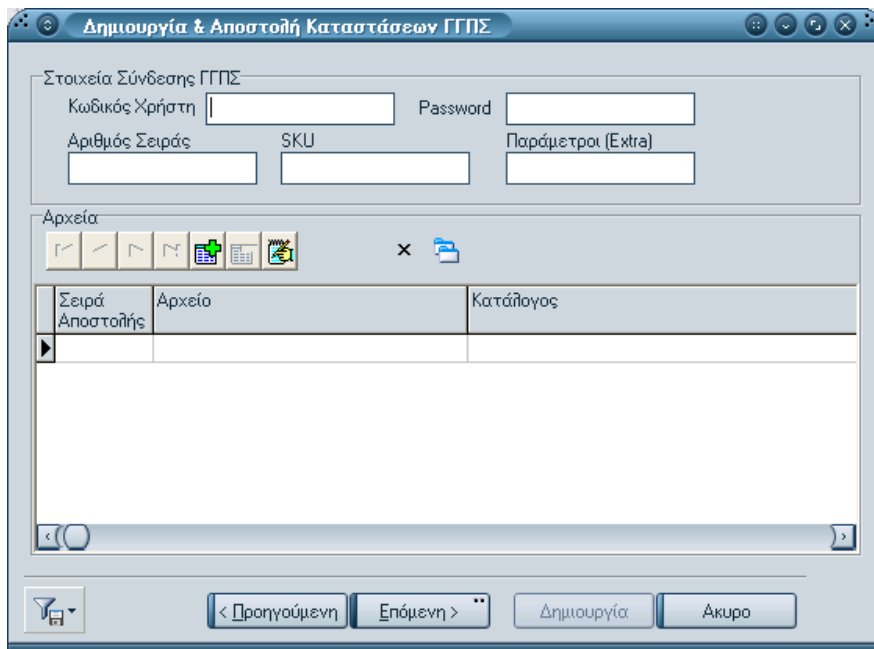 Δημιουργία & Αποστολή Καταστάσεων ΓΓΠΣ
Στοιχεία Σύνδεσης ΓΓΠΣ
Κωδικός Χρήστη Password
Αριθμός Σειράς SKU Παράμετροι (Extra)
Αρχεία
Σειρά Αποστολής Αρχείο Κατάλογος
< Προηγούμενη Επόμενη > Δημιουργία Ακυρο